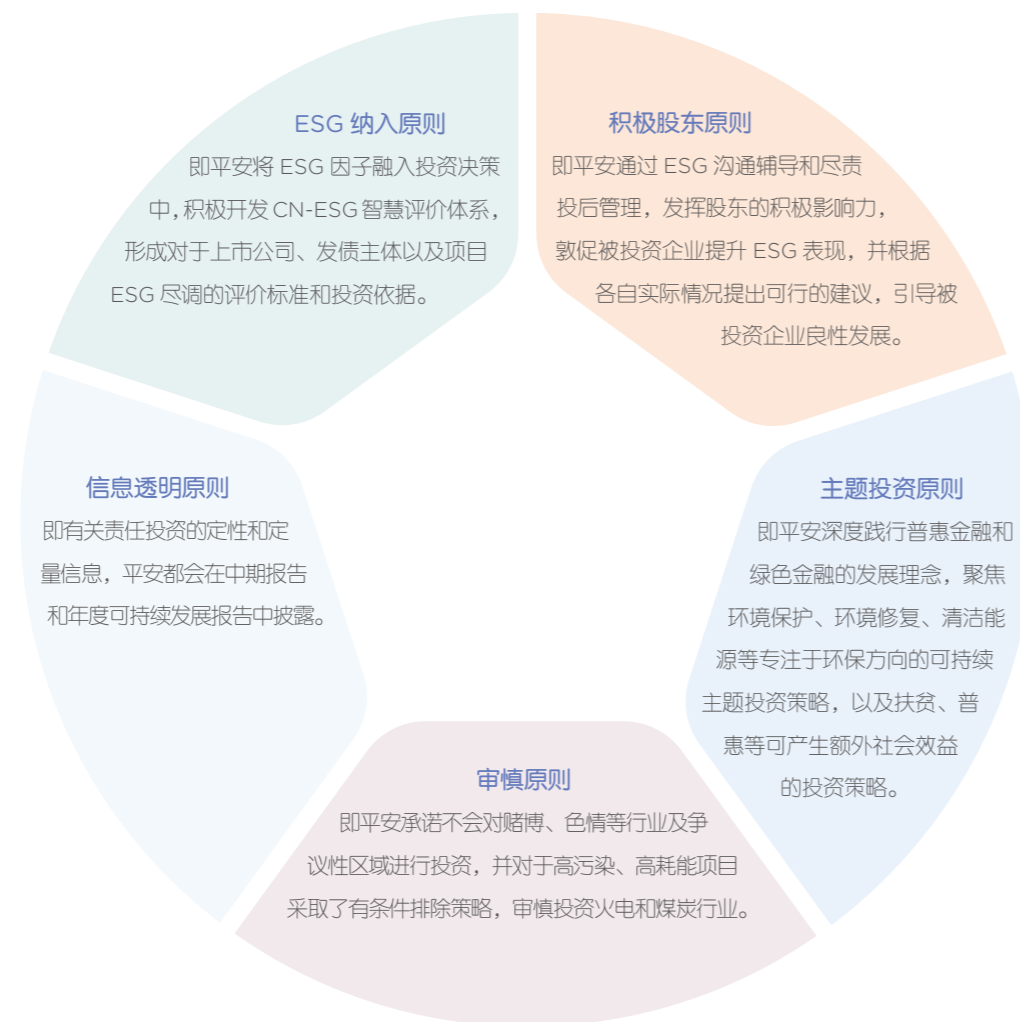 ESG 纳入原则
即平安将 ESG 因子融入投资决策
中，积极开发 CN-ESG 智慧评价体系，
形成对于上市公司、发债主体以及项目
ESG 尽调的评价标准和投资依据。
积极股东原则
即平安通过 ESG 沟通辅导和尽责
投后管理，发挥股东的积极影响力，
敦促被投资企业提升 ESG 表现，并根据
各自实际情况提出可行的建议，引导被
投资企业良性发展。
信息透明原则
即有关责任投资的定性和定
量信息，平安都会在中期报告
和年度可持续发展报告中披露。
主题投资原则
即平安深度践行普惠金融和
绿色金融的发展理念，聚焦
环境保护、环境修复、清洁能
源等专注于环保方向的可持续
主题投资策略，以及扶贫、普
惠等可产生额外社会效益
的投资策略。
审慎原则
即平安承诺不会对赌博、色情等行业及争
议性区域进行投资，并对于高污染、高耗能项目
采取了有条件排除策略，审慎投资火电和煤炭行业。